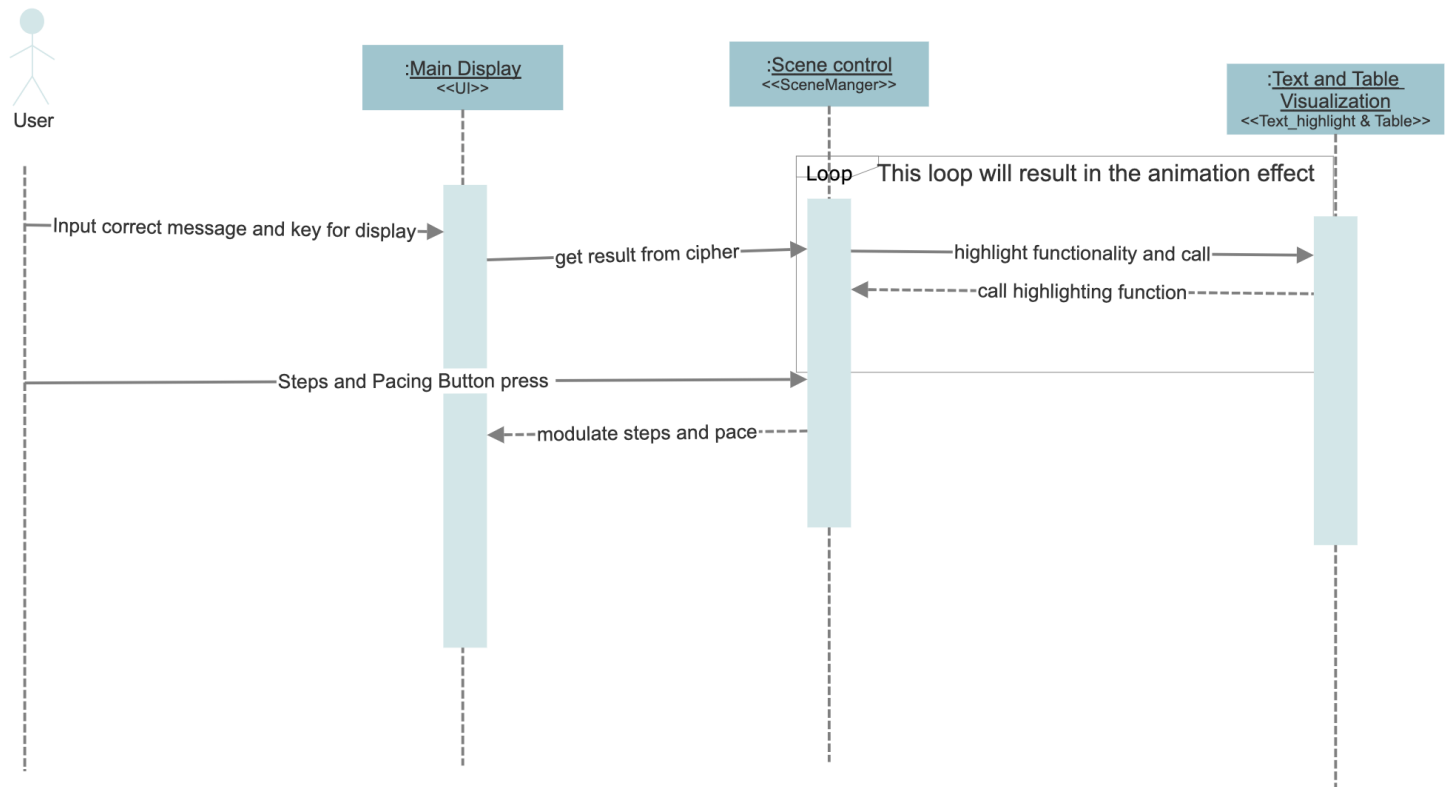 User
:Main Display
<<UI>>
:Scene control
<<SceneManger>>
:Text and Table
Visualization
<<Text_highlight & Table>>
Loop
This loop will result in the animation effect
Input correct message and key for display
get result from cipher
highlight functionality and call
call highlighting function
Steps and Pacing Button press
modulate steps and pace